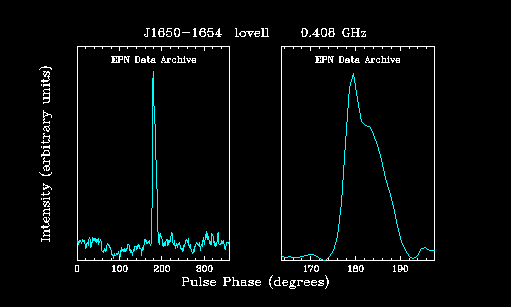 J1650-1654 lovell 0.408 GHz
EPN Data Archive EPN Data Archive
Intensity (arbitrary units)
0 100 200 300 170 180 190
Pulse Phase (degrees)